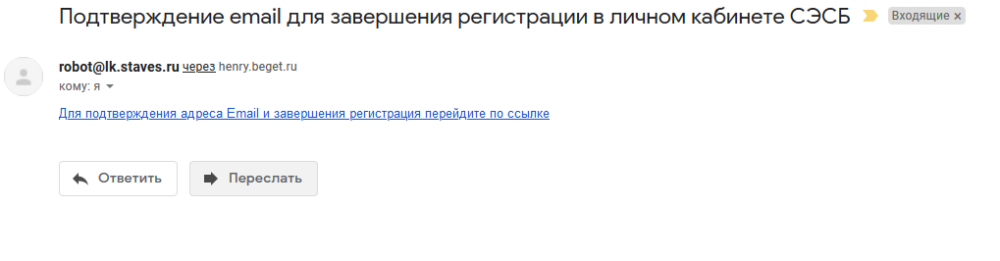 Подтверждение email для завершения регистрации в личном кабинете СЭСБ Входящие ×
robot@lk.staves.ru через henry.beget.ru
кому: я
Для подтверждения адреса Email и завершения регистрация перейдите по ссылке
Ответить Переслать